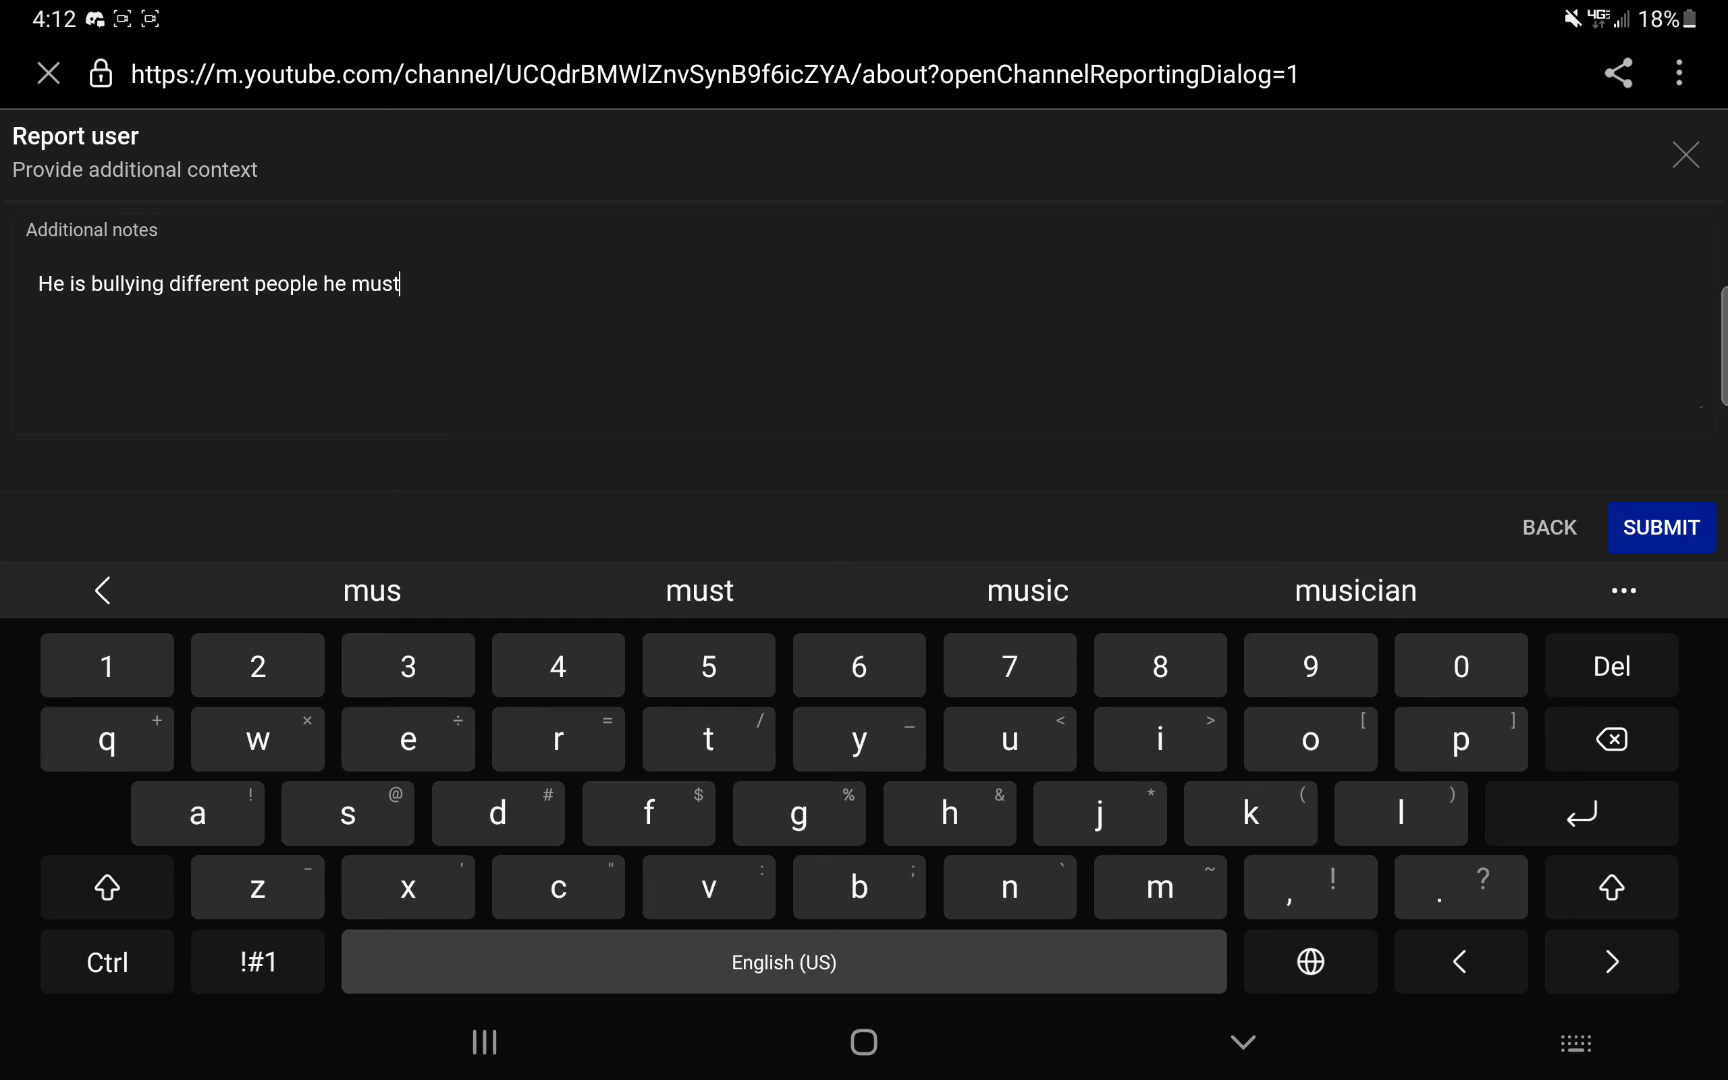 4:12
4G 18%
https://m.youtube.com/channel/UCQdrBMWlZnvSynB9f6icZYA/about?openChannelReportingDialog=1
Report user
Provide additional context
Additional notes
He is bullying different people he must
BACK SUBMIT
mus must music musician
1 2 3 4 5 6 7 8 9 0 Del
+ × ÷ = / _ < > [ ]
q w e r t y u i o p
! @ # $ % & * ( )
a s d f g h j k l
- ' " : ; ` ~ ! ?
z x c v b n m , .
Ctrl !#1 English (US) < >